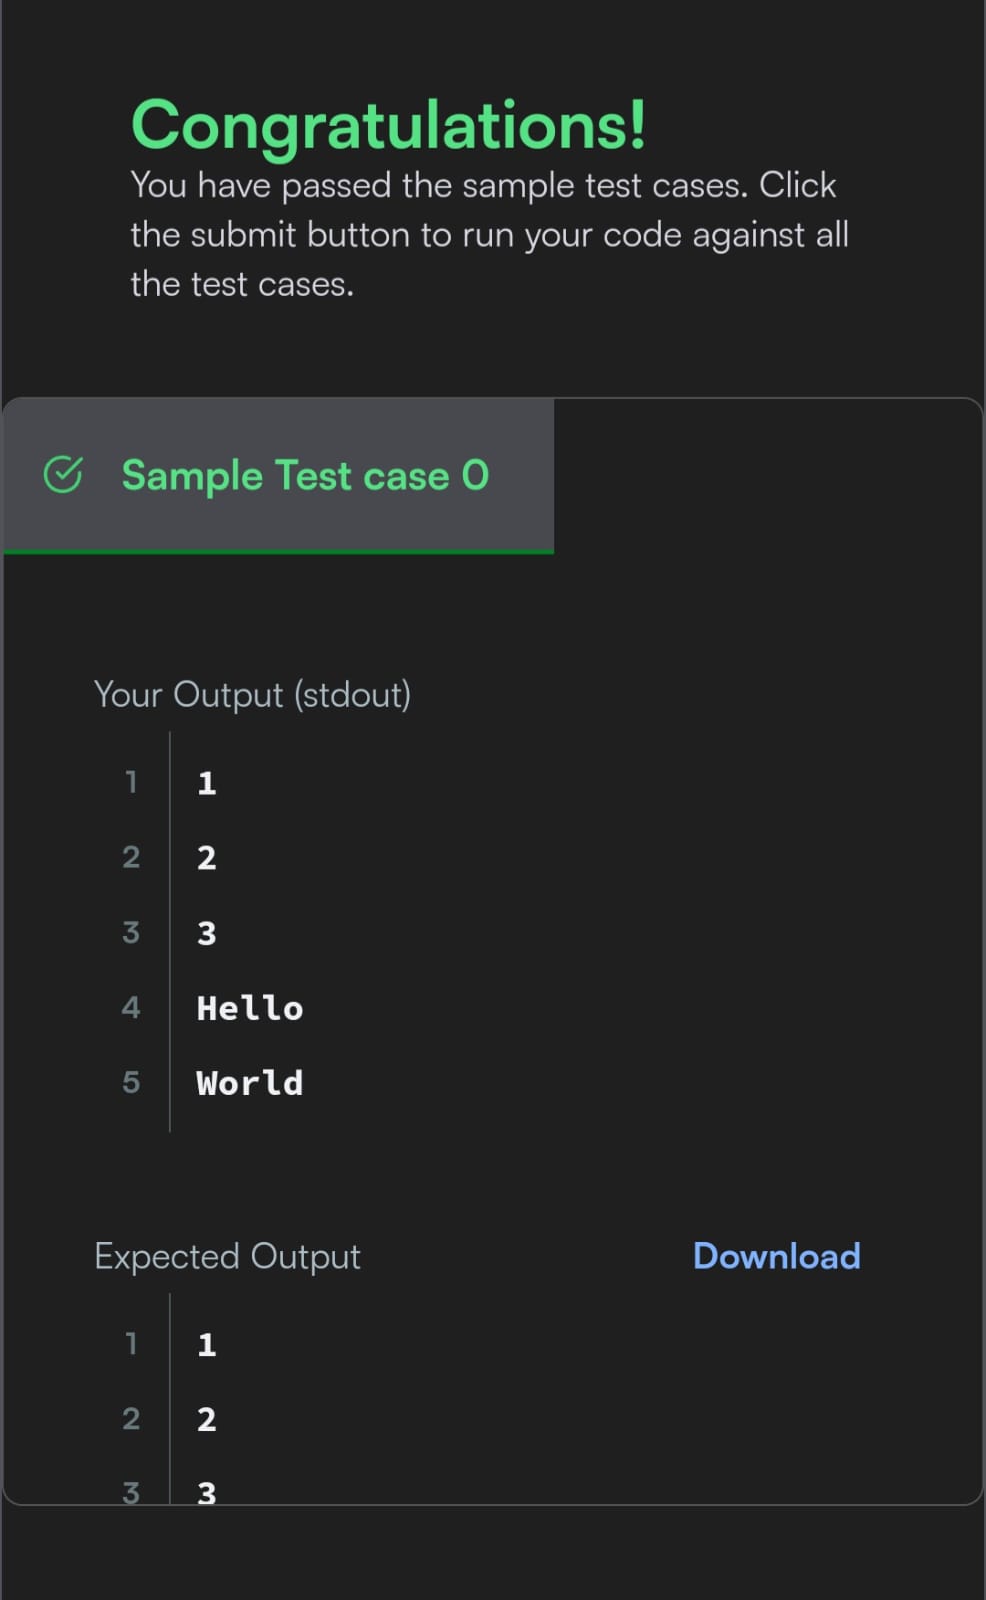 Congratulations!
You have passed the sample test cases. Click
the submit button to run your code against all
the test cases.
Sample Test case 0
Your Output (stdout)
1 1
2 2
3 3
4 Hello
5 World
Expected Output Download
1 1
2 2
3 3